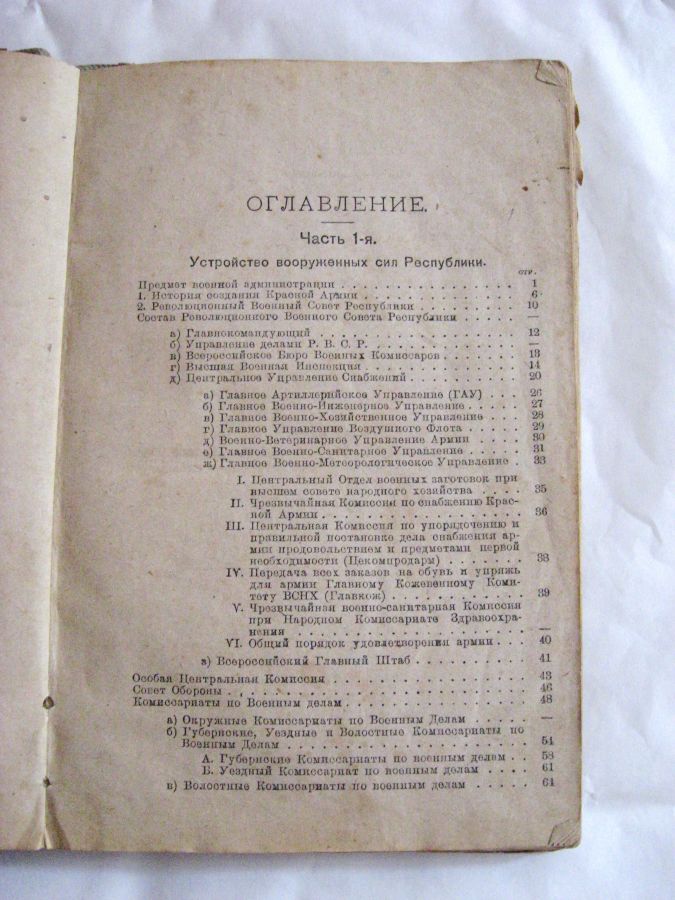 ОГЛАВЛЕНИЕ.
Часть 1-я.
Устройство вооруженных сил Республики.
СТР.
Предмет военной администрации . . . . . . . . . . . . . . . 1
1. История создания Красной Армии . . . . . . . . . . . . . 6
2. Революционный Военный Совет Республики . . . . . . . . . 10
Состав Революционного Военного Совета Республики . . . . . —
а) Главнокомандующий . . . . . . . . . . . . . . . 12
б) Управление делами Р. В. С. Р. . . . . . . . . . . . —
в) Всероссийское Бюро Военных Комиссаров . . . . . . . 13
г) Высшая Военная Инспекция . . . . . . . . . . . . 14
д) Центральное Управление Снабжений . . . . . . . . . 20
а) Главное Артиллерийское Управление (ГАУ) . . . 26
б) Главное Военно-Инженерное Управление . . . . . 27
в) Главное Военно-Хозяйственное Управление . . . 28
г) Главное Управление Воздушного Флота . . . . . 29
д) Военно-Ветеринарное Управление Армии . . . . 30
е) Главное Военно-Санитарное Управление . . . . . 31
ж) Главное Военно-Метеорологическое Управление . 33
I. Центральный Отдел военных заготовок при
высшем совете народного хозяйства . . . . 35
II. Чрезвычайная Комиссия по снабжению Крас-
ной Армии . . . . . . . . . . . . . . . . 36
III. Центральная Комиссия по упорядочению и
правильной постановке дела снабжения ар-
мии продовольствием и предметами первой
необходимости (Цекомпродарм) . . . . . . . 38
IV. Передача всех заказов на обувь и упряжь
для армии Главному Кожевенному Коми-
тету ВСНХ (Главкож) . . . . . . . . . . . 39
V. Чрезвычайная военно-санитарная Комиссия
при Народном Комиссариате Здравоохра-
нения . . . . . . . . . . . . . . . . . . —
VI. Общий порядок удовлетворения армии . . . 40
з) Всероссийский Главный Штаб . . . . . . . . . . 41
Особая Центральная Комиссия . . . . . . . . . . . . . . . . 43
Совет Обороны . . . . . . . . . . . . . . . . . . . . . . . 46
Комиссариаты по Военным делам . . . . . . . . . . . . . . . 48
а) Окружные Комиссариаты по Военным Делам . . . . . —
б) Губернские, Уездные и Волостные Комиссариаты по
Военным Делам . . . . . . . . . . . . . . . . . . 54
А. Губернские Комиссариаты по военным делам . . 58
Б. Уездный Комиссариат по военным делам . . . . 61
в) Волостные Комиссариаты по военным делам . . . . . 64